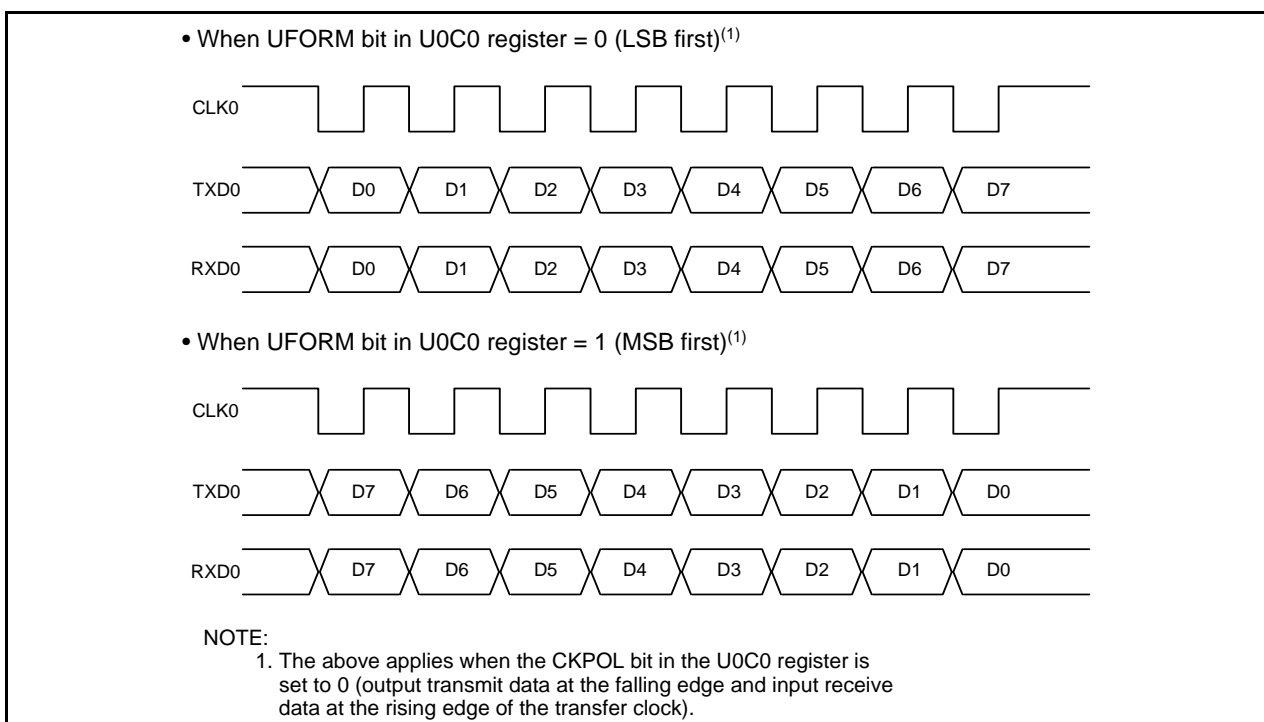 • When UFORM bit in U0C0 register = 0 (LSB first)(1)
CLK0
TXD0 D0 D1 D2 D3 D4 D5 D6 D7
RXD0 D0 D1 D2 D3 D4 D5 D6 D7
• When UFORM bit in U0C0 register = 1 (MSB first)(1)
CLK0
TXD0 D7 D6 D5 D4 D3 D2 D1 D0
RXD0 D7 D6 D5 D4 D3 D2 D1 D0
NOTE:
1. The above applies when the CKPOL bit in the U0C0 register is
set to 0 (output transmit data at the falling edge and input receive
data at the rising edge of the transfer clock).